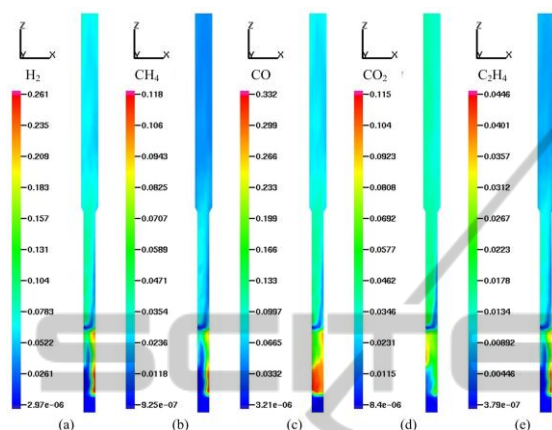 Z Z Z Z Z
Y X Y X Y X Y X Y X
H2 CH4 CO CO2 C2H4
0.261 0.118 0.332 0.115 0.0446
0.235 0.106 0.299 0.104 0.0401
0.209 0.0943 0.266 0.0923 0.0357
0.183 0.0825 0.233 0.0808 0.0312
0.157 0.0707 0.199 0.0692 0.0267
0.131 0.0589 0.166 0.0577 0.0223
0.104 0.0471 0.133 0.0462 0.0178
0.0783 0.0354 0.0997 0.0346 0.0134
0.0522 0.0236 0.0665 0.0231 0.00892
0.0261 0.0118 0.0332 0.0115 0.00446
2.97e-06 9.25e-07 3.21e-06 8.4e-06 3.79e-07
(a) (b) (c) (d) (e)
SCITE